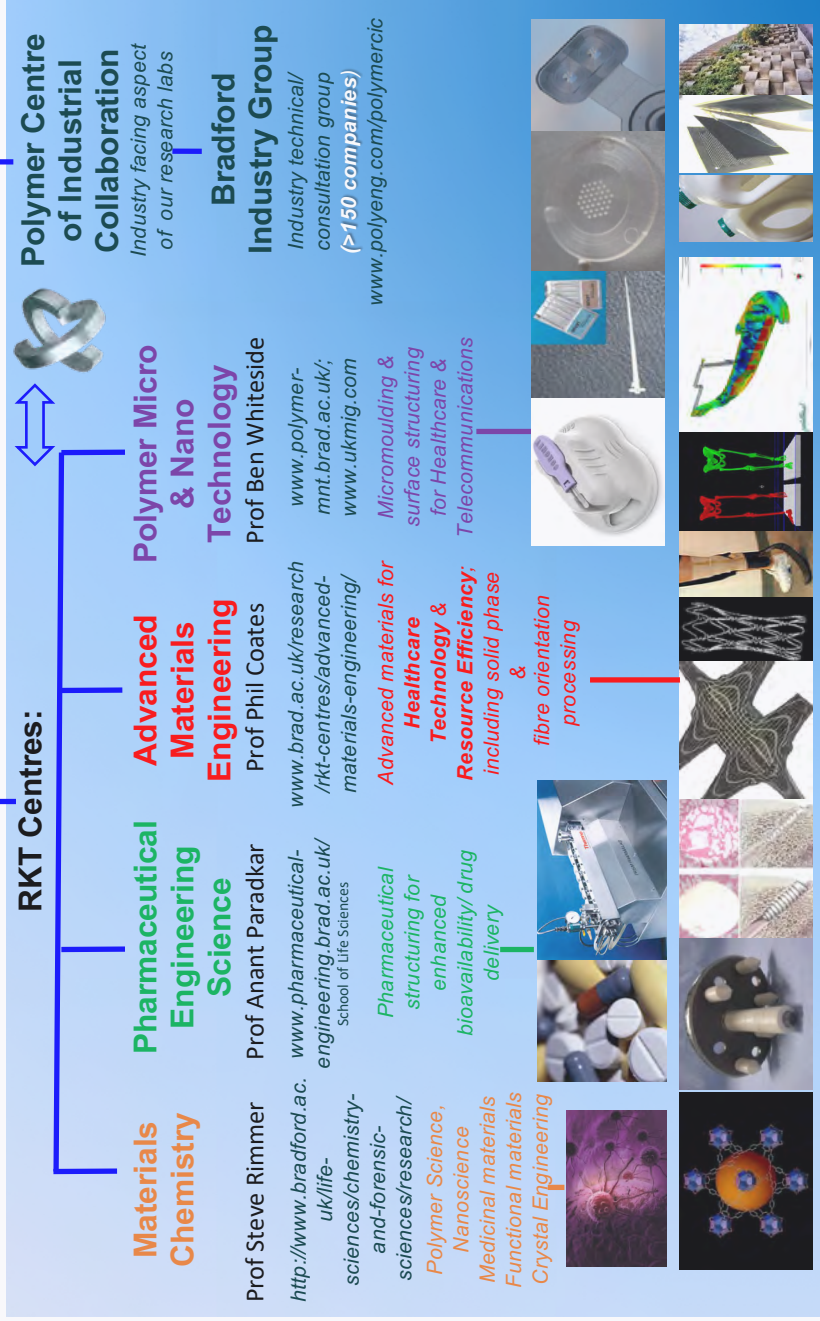 RKT Centres:
Materials
Chemistry
Prof Steve Rimmer
http://www.bradford.ac.
uk/life-
sciences/chemistry-
and-forensic-
sciences/research/
Polymer Science,
Nanoscience
Medicinal materials
Functional materials
Crystal Engineering
Pharmaceutical
Engineering
Science
Prof Anant Paradkar
www.pharmaceutical-
engineering.brad.ac.uk/
School of Life Sciences
Pharmaceutical
structuring for
enhanced
bioavailability/ drug
delivery
Advanced
Materials
Engineering
Prof Phil Coates
www.brad.ac.uk/research
/rkt-centres/advanced-
materials-engineering/
Advanced materials for
Healthcare
Technology &
Resource Efficiency;
including solid phase
&
fibre orientation
processing
Polymer Micro
& Nano
Technology
Prof Ben Whiteside
www.polymer-
mnt.brad.ac.uk/;
www.ukmig.com
Micromoulding &
surface structuring
for Healthcare &
Telecommunications
Polymer Centre
of Industrial
Collaboration
Industry facing aspect
of our research labs
Bradford
Industry Group
Industry technical/
consultation group
(>150 companies)
www.polyeng.com/polymercic